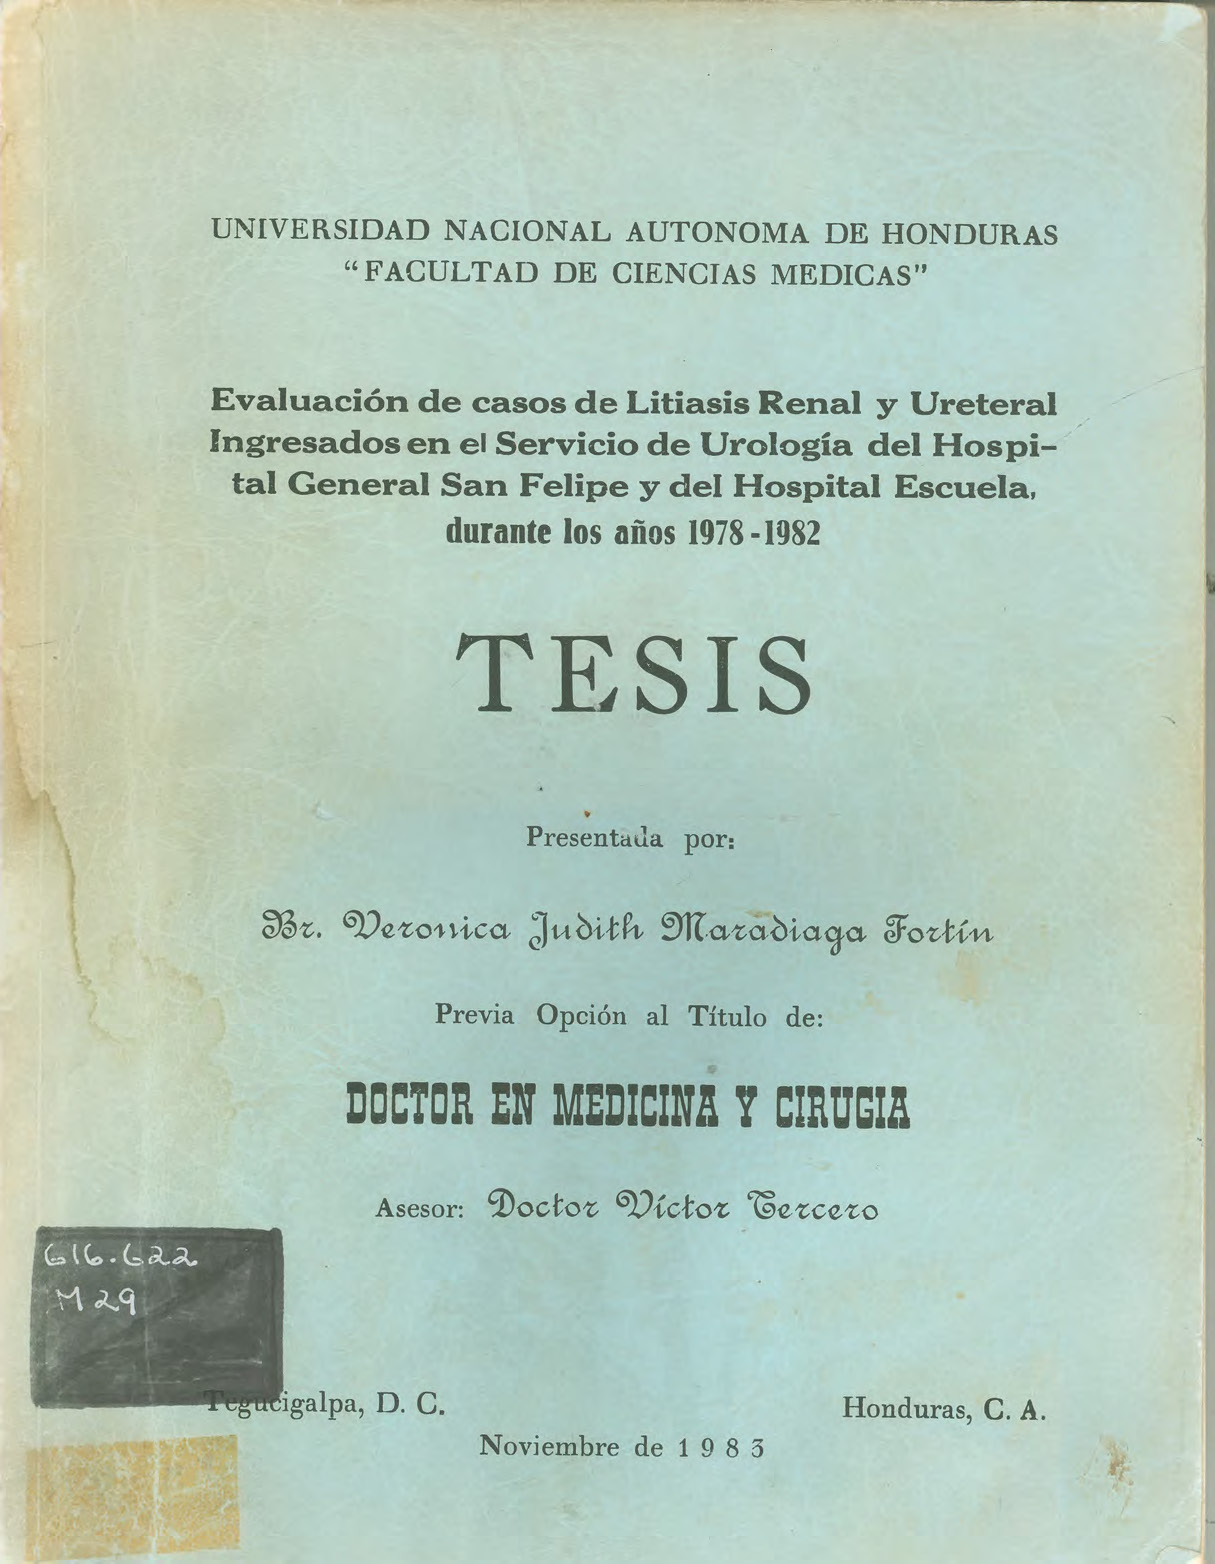 UNIVERSIDAD NACIONAL AUTONOMA DE HONDURAS
"FACULTAD DE CIENCIAS MEDICAS"
Evaluación de casos de Litiasis Renal y Ureteral
Ingresados en el Servicio de Urología del Hospi-
tal General San Felipe y del Hospital Escuela,
durante los años 1978-1982
TESIS
Presentada por:
Br. Veronica Judith Maradiaga Fortín
Previa Opción al Título de:
DOCTOR EN MEDICINA Y CIRUGIA
Asesor: Doctor Víctor Tercero
616.622
M29
Tegucigalpa, D. C. Honduras, C. A.
Noviembre de 1983